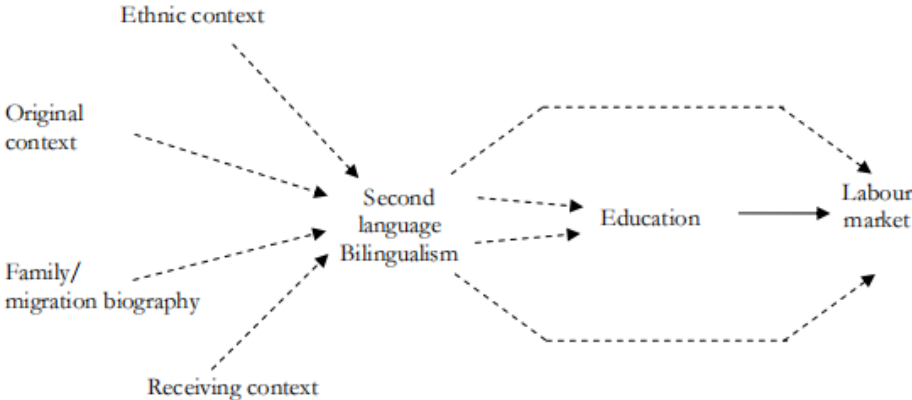 Ethnic context
Original
context
Second
language
Bilingualism
Education
Labour
market
Family/
migration biography
Receiving context